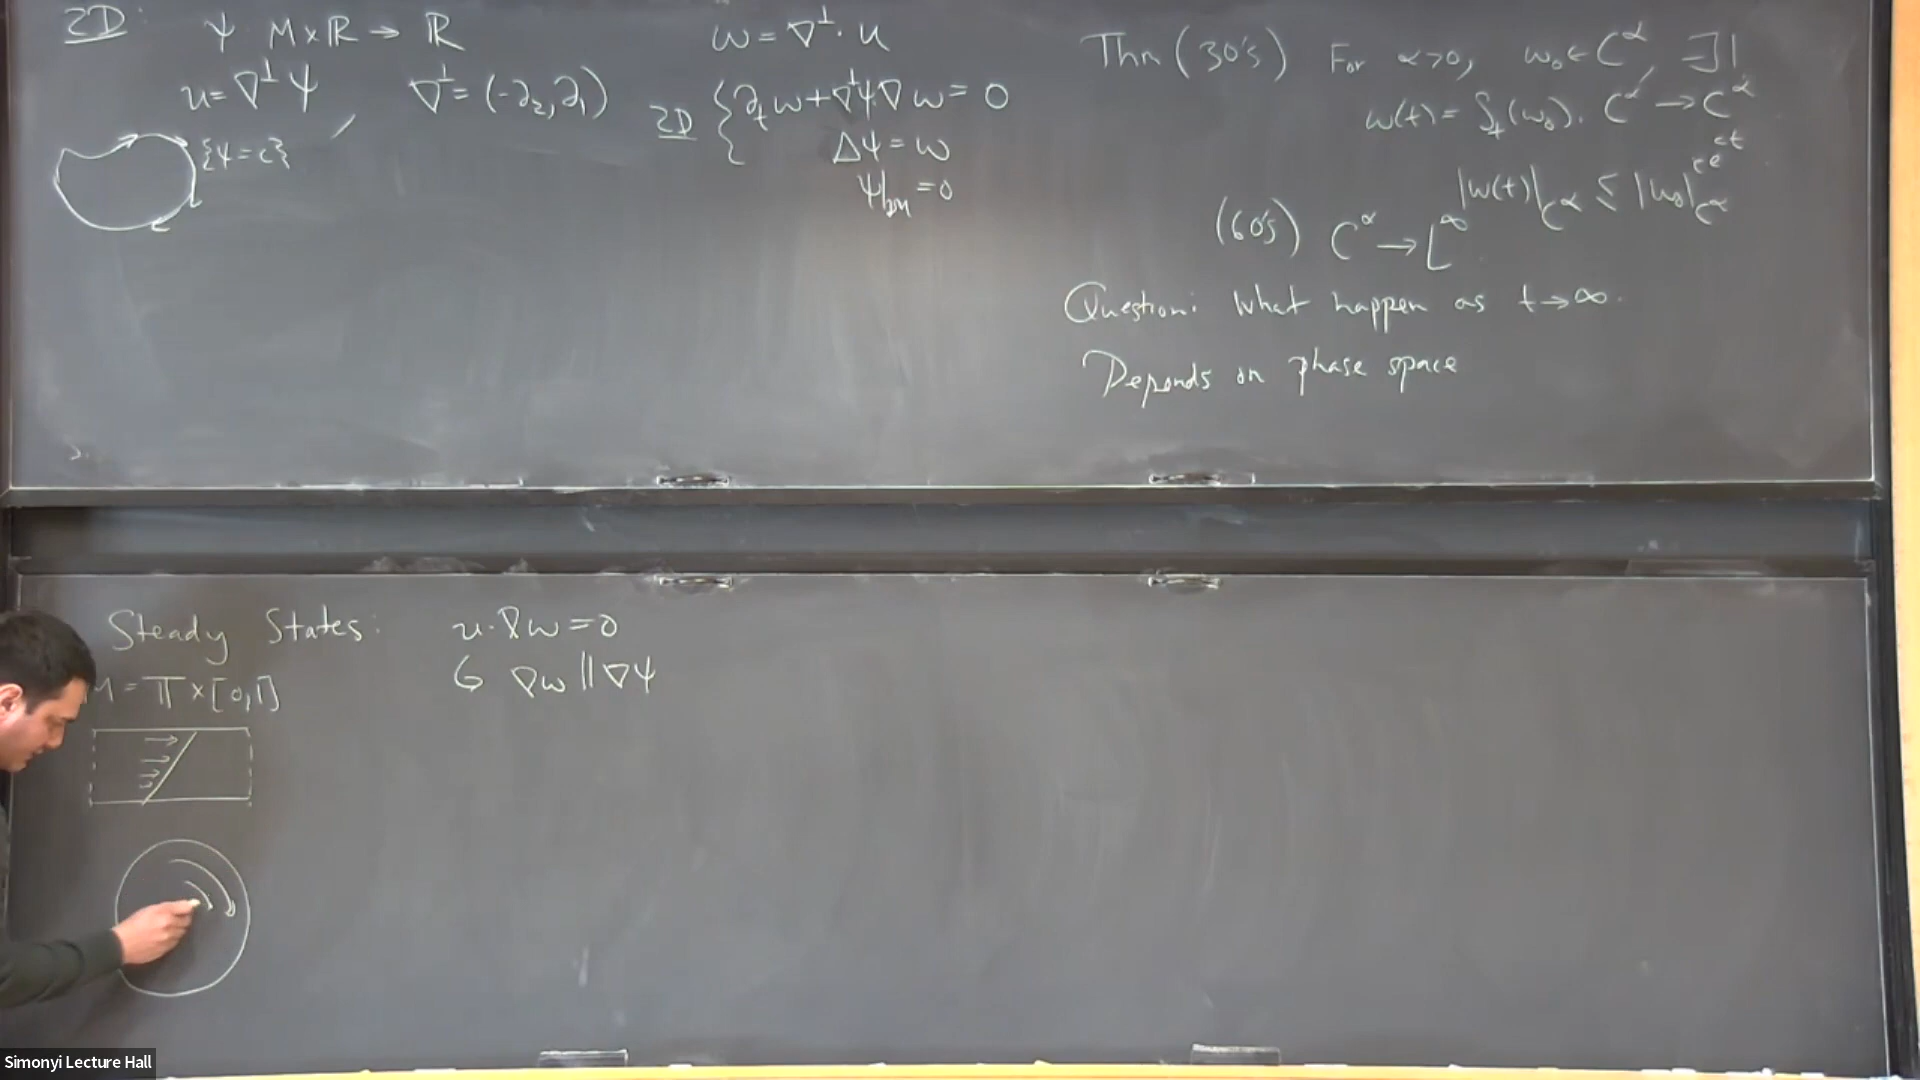 2D:
ψ M×ℝ → ℝ
u = ∇^⊥ψ , ∇^⊥ = (-∂₂, ∂₁)
{ψ=c}
ω = ∇^⊥ · u
2D { ∂_t ω + ∇^⊥ψ·∇ω = 0
Δψ = ω
ψ|_∂M = 0
Thm (30's) For α>0, ω₀ ∈ C^α, ∃!
ω(t) = S_t(ω₀). C^α → C^α
|ω(t)|_{C^α} ≤ |ω₀|_{C^α}^{ce^{ct}}
(60's) C^α → L^∞
Question: What happen as t→∞.
Depends on phase space
2.
Steady States: u·∇ω = 0
M = 𝕋×[0,1] G ∇ω ∥ ∇ψ
Simonyi Lecture Hall